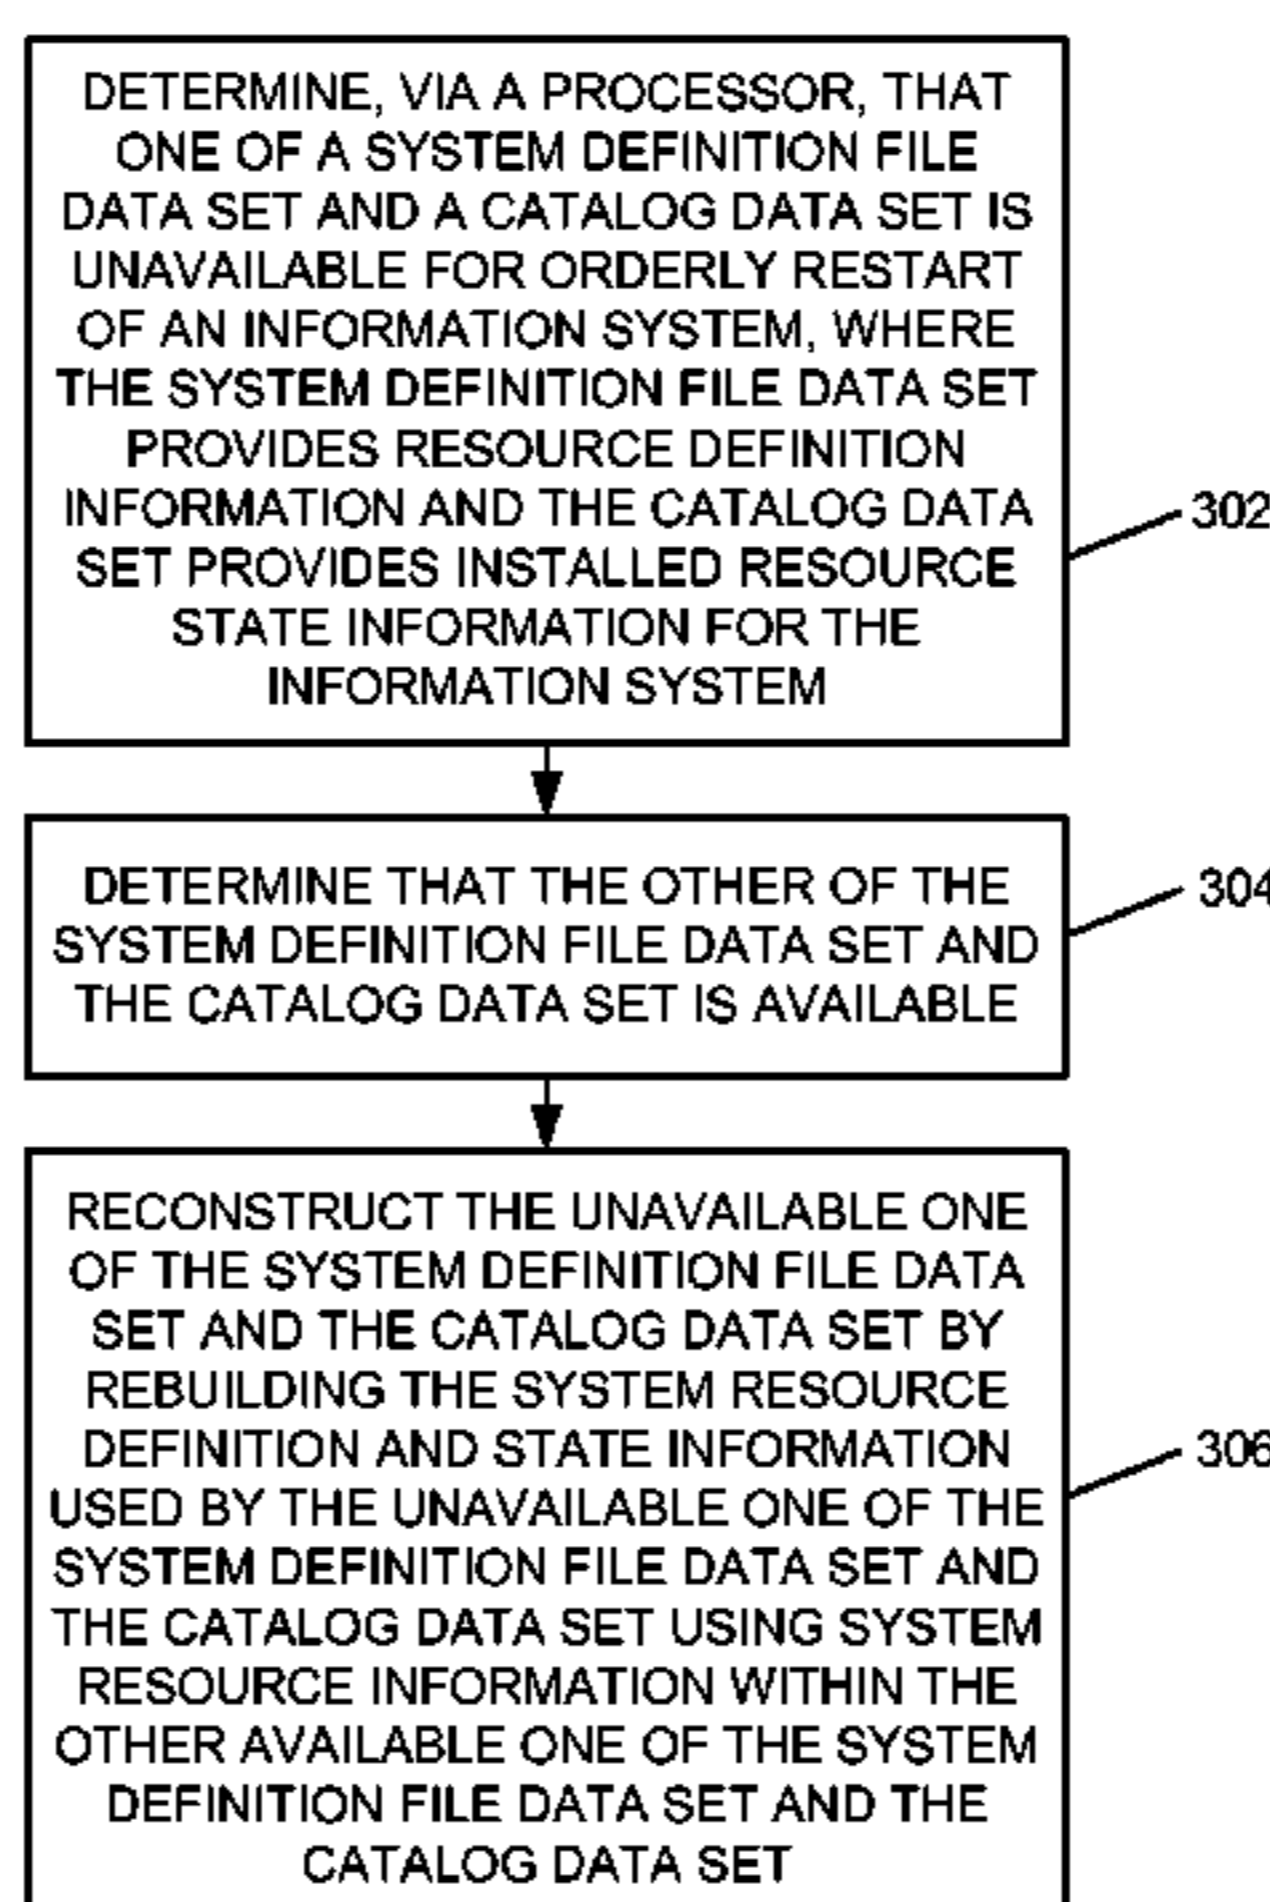 DETERMINE, VIA A PROCESSOR, THAT
ONE OF A SYSTEM DEFINITION FILE
DATA SET AND A CATALOG DATA SET IS
UNAVAILABLE FOR ORDERLY RESTART
OF AN INFORMATION SYSTEM, WHERE
THE SYSTEM DEFINITION FILE DATA SET
PROVIDES RESOURCE DEFINITION
INFORMATION AND THE CATALOG DATA
SET PROVIDES INSTALLED RESOURCE
STATE INFORMATION FOR THE
INFORMATION SYSTEM
302
DETERMINE THAT THE OTHER OF THE
SYSTEM DEFINITION FILE DATA SET AND
THE CATALOG DATA SET IS AVAILABLE
304
RECONSTRUCT THE UNAVAILABLE ONE
OF THE SYSTEM DEFINITION FILE DATA
SET AND THE CATALOG DATA SET BY
REBUILDING THE SYSTEM RESOURCE
DEFINITION AND STATE INFORMATION
USED BY THE UNAVAILABLE ONE OF THE
SYSTEM DEFINITION FILE DATA SET AND
THE CATALOG DATA SET USING SYSTEM
RESOURCE INFORMATION WITHIN THE
OTHER AVAILABLE ONE OF THE SYSTEM
DEFINITION FILE DATA SET AND THE
CATALOG DATA SET
306